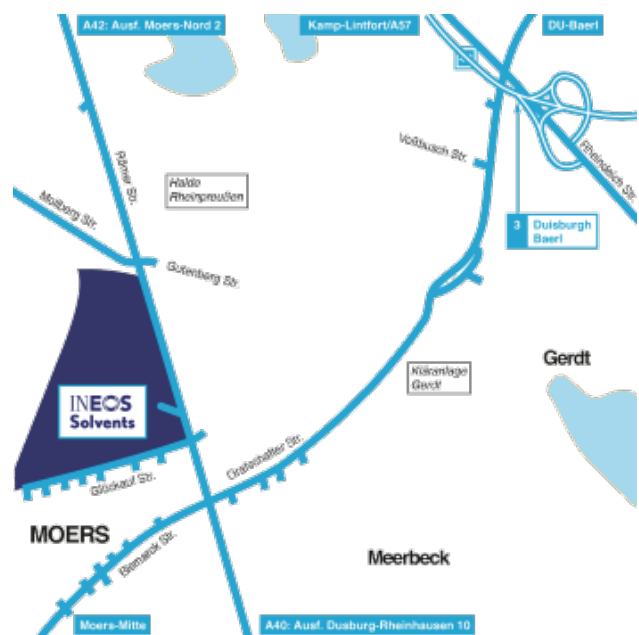 A42: Ausf. Moers-Nord 2
Kamp-Lintfort/A57
DU-Baerl
Römer Str.
Voßbusch Str.
Rheindeich Str.
Halde
Rheinpreußen
Moilberg Str.
Gutenberg Str.
3 Duisburgh
Baerl
Gerdt
Kläranlage
Gerdt
INEOS
Solvents
Grafschafter Str.
Glückauf Str.
MOERS
Bismarck Str.
Meerbeck
Moers-Mitte
A40: Ausf. Dusburg-Rheinhausen 10